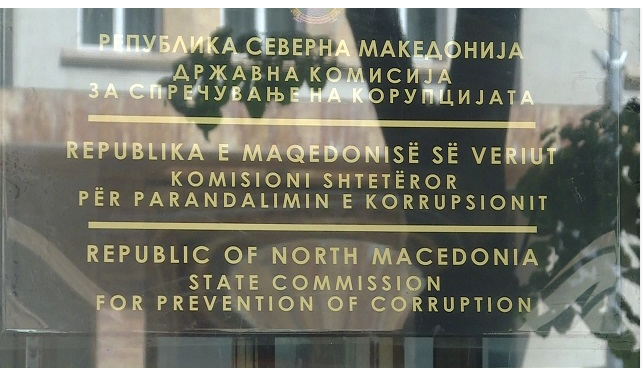 РЕПУБЛИКА СЕВЕРНА МАКЕДОНИЈА
ДРЖАВНА КОМИСИЈА
ЗА СПРЕЧУВАЊЕ НА КОРУПЦИЈАТА
REPUBLIKA E MAQEDONISË SË VERIUT
KOMISIONI SHTETËROR
PËR PARANDALIMIN E KORRUPSIONIT
REPUBLIC OF NORTH MACEDONIA
STATE COMMISSION
FOR PREVENTION OF CORRUPTION